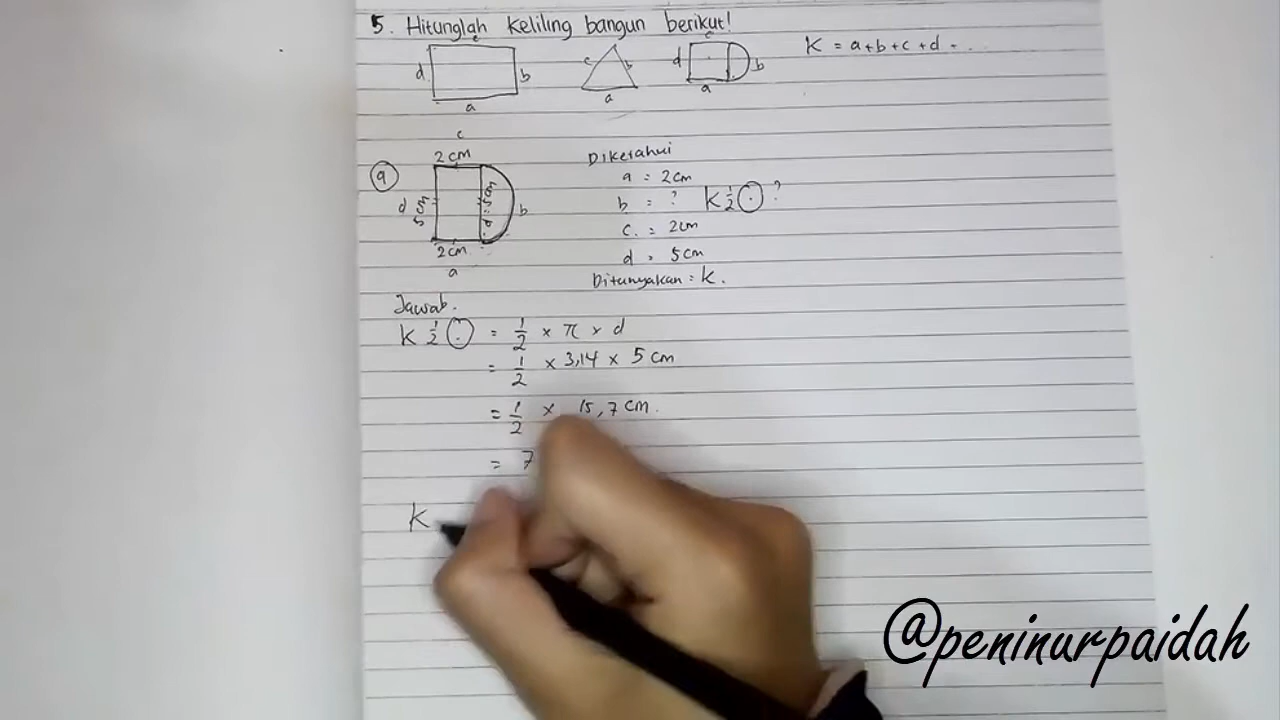 5. Hitunglah keliling bangun berikut!
c
d b
a
c b
a
c
d b
a
K = a+b+c+d - . .
c
2 cm
a
d 5 cm d: 5 cm b
2 cm
a
Diketahui
a = 2 cm
b = ? K 1/2 ?
c. = 2 cm
d = 5 cm
Ditanyakan = K.
Jawab.
K 1/2 = 1/2 × π × d
= 1/2 × 3,14 × 5 cm
= 1/2 × 15,7 cm.
= 7
K
@peninurpaidah